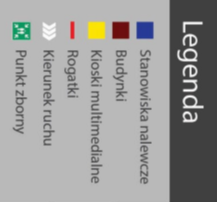 Legenda
Stanowiska nalewcze
Budynki
Kioski multimedialne
Rogatki
Kierunek ruchu
Punkt zborny